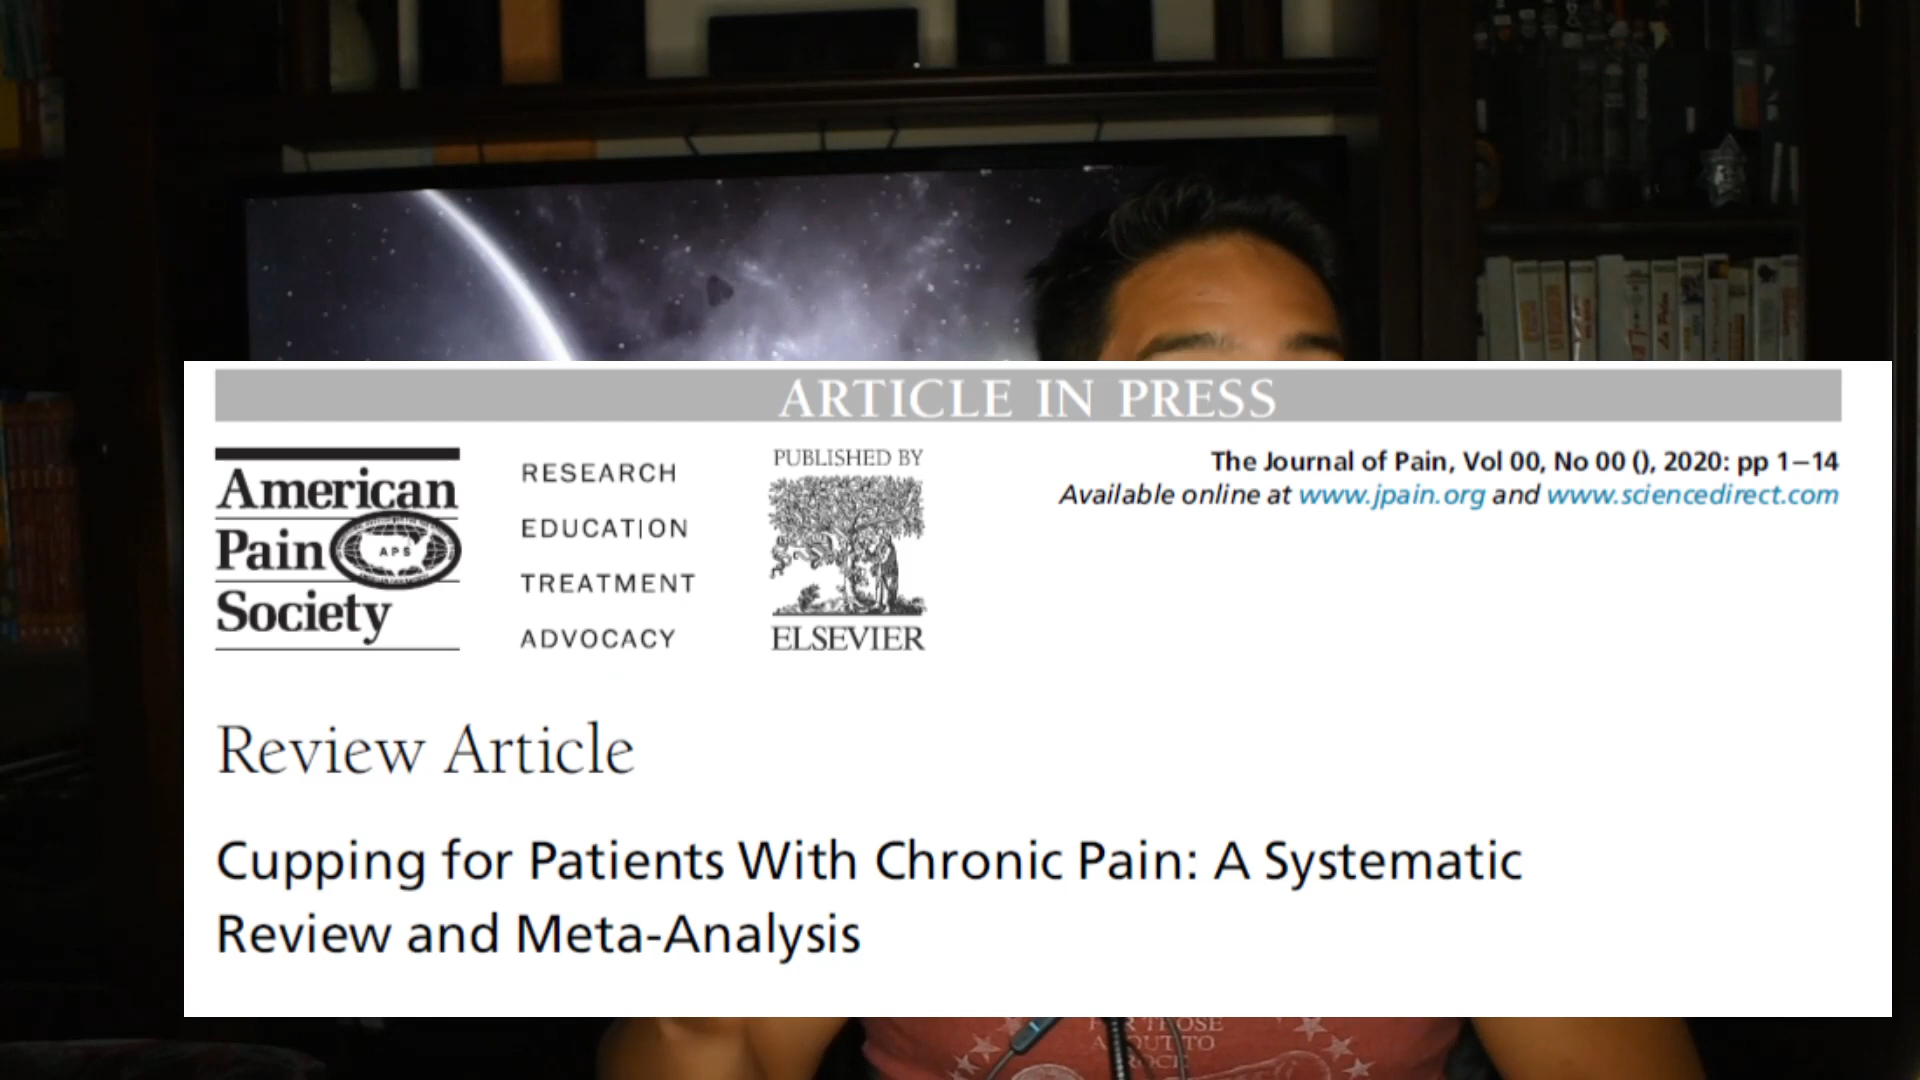 ARTICLE IN PRESS
American
Pain
Society
APS
RESEARCH
EDUCATION
TREATMENT
ADVOCACY
PUBLISHED BY
ELSEVIER
The Journal of Pain, Vol 00, No 00 (), 2020: pp 1–14
Available online at www.jpain.org and www.sciencedirect.com
Review Article
Cupping for Patients With Chronic Pain: A Systematic
Review and Meta-Analysis
THOSE
TO